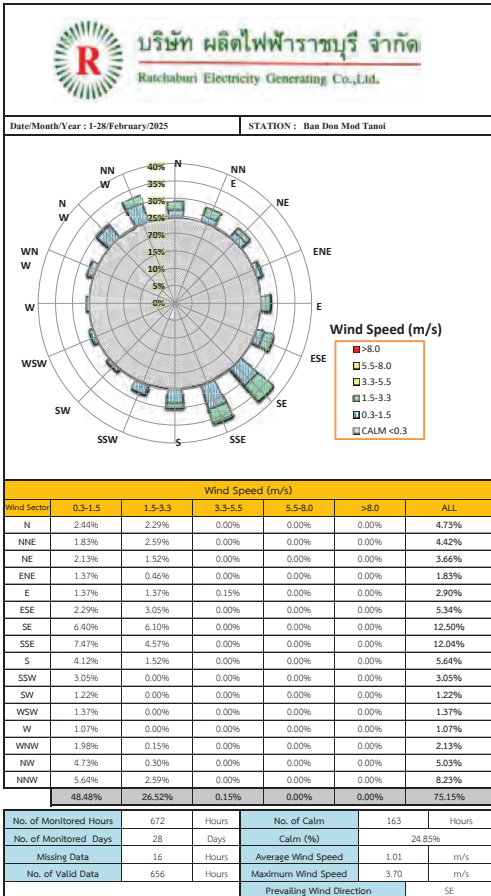 R
บริษัท ผลิตไฟฟ้าราชบุรี จำกัด
Ratchaburi Electricity Generating Co.,Ltd.
Date/Month/Year : 1-28/February/2025 STATION : Ban Don Mod Tanoi
N
NN
E
NE
ENE
E
ESE
SE
SSE
S
SSW
SW
WSW
W
WN
W
N
W
NN
W
40%
35%
30%
25%
20%
15%
10%
5%
0%
Wind Speed (m/s)
>8.0
5.5-8.0
3.3-5.5
1.5-3.3
0.3-1.5
CALM <0.3
Wind Speed (m/s)
Wind Sector 0.3-1.5 1.5-3.3 3.3-5.5 5.5-8.0 >8.0 ALL
N 2.44% 2.29% 0.00% 0.00% 0.00% 4.73%
NNE 1.83% 2.59% 0.00% 0.00% 0.00% 4.42%
NE 2.13% 1.52% 0.00% 0.00% 0.00% 3.66%
ENE 1.37% 0.46% 0.00% 0.00% 0.00% 1.83%
E 1.37% 1.37% 0.15% 0.00% 0.00% 2.90%
ESE 2.29% 3.05% 0.00% 0.00% 0.00% 5.34%
SE 6.40% 6.10% 0.00% 0.00% 0.00% 12.50%
SSE 7.47% 4.57% 0.00% 0.00% 0.00% 12.04%
S 4.12% 1.52% 0.00% 0.00% 0.00% 5.64%
SSW 3.05% 0.00% 0.00% 0.00% 0.00% 3.05%
SW 1.22% 0.00% 0.00% 0.00% 0.00% 1.22%
WSW 1.37% 0.00% 0.00% 0.00% 0.00% 1.37%
W 1.07% 0.00% 0.00% 0.00% 0.00% 1.07%
WNW 1.98% 0.15% 0.00% 0.00% 0.00% 2.13%
NW 4.73% 0.30% 0.00% 0.00% 0.00% 5.03%
NNW 5.64% 2.59% 0.00% 0.00% 0.00% 8.23%
48.48% 26.52% 0.15% 0.00% 0.00% 75.15%
No. of Monitored Hours 672 Hours No. of Calm 163 Hours
No. of Monitored Days 28 Days Calm (%) 24.85%
Missing Data 16 Hours Average Wind Speed 1.01 m/s
No. of Valid Data 656 Hours Maximum Wind Speed 3.70 m/s
Prevailing Wind Direction SE